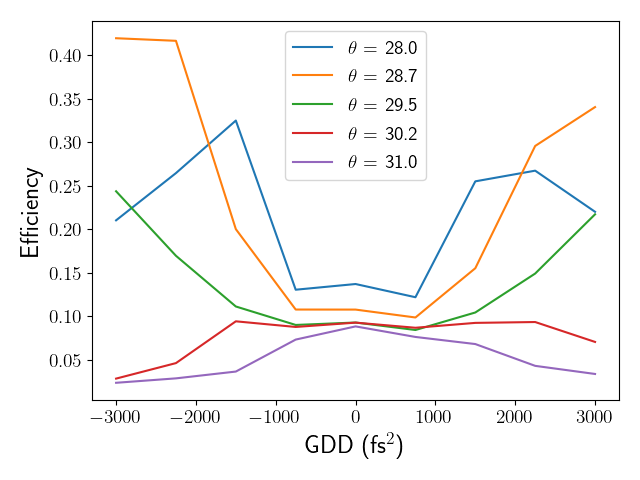 θ = 28.0
θ = 28.7
θ = 29.5
θ = 30.2
θ = 31.0
Efficiency
0.40
0.35
0.30
0.25
0.20
0.15
0.10
0.05
−3000 −2000 −1000 0 1000 2000 3000
GDD (fs²)